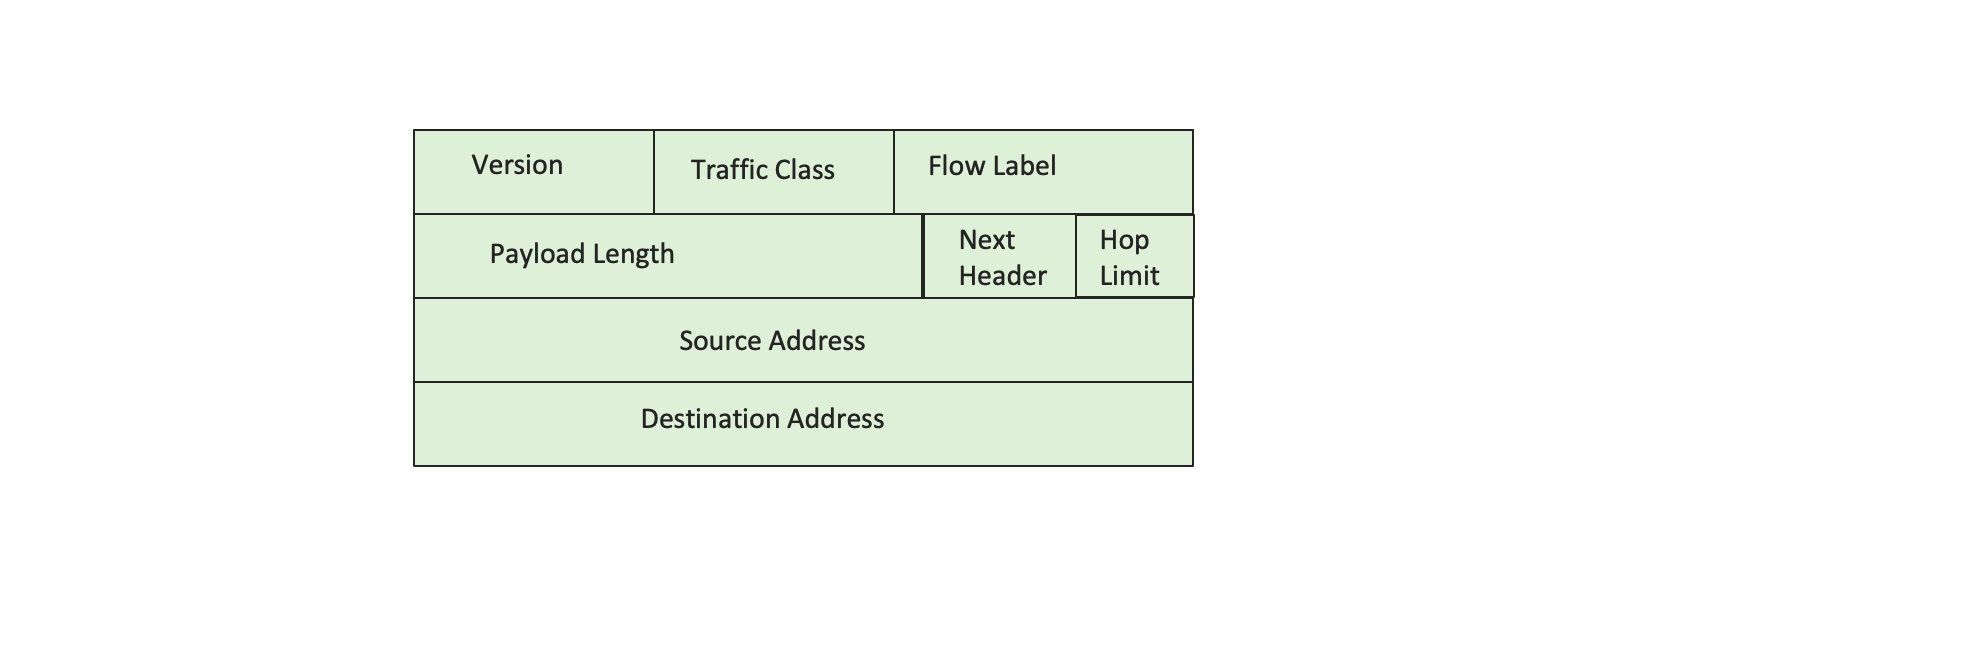 Version
Traffic Class
Flow Label
Payload Length
Next
Header
Hop
Limit
Source Address
Destination Address